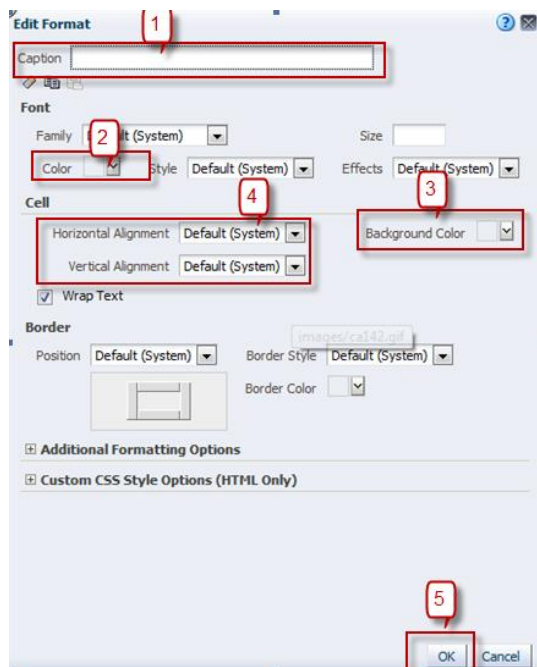 Edit Format
1
Caption
Font
Family Default (System) Size
2
Color Style Default (System) Effects Default (System)
3
Cell
4
Horizontal Alignment Default (System) Background Color
Vertical Alignment Default (System)
Wrap Text
images/ca142.gif
Border
Position Default (System) Border Style Default (System)
Border Color
Additional Formatting Options
Custom CSS Style Options (HTML Only)
5
OK Cancel